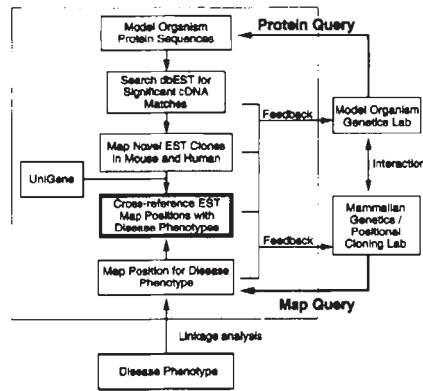 Protein Query
Model Organism
Protein Sequences
Search dbEST for
Significant cDNA
Matches
Feedback
Model Organism
Genetics Lab
Map Novel EST Clones
in Mouse and Human
Interaction
UniGene
Cross-reference EST
Map Positions with
Disease Phenotypes
Mammalian
Genetics /
Positional
Cloning Lab
Feedback
Map Position for Disease
Phenotype
Map Query
Linkage analysis
Disease Phenotype